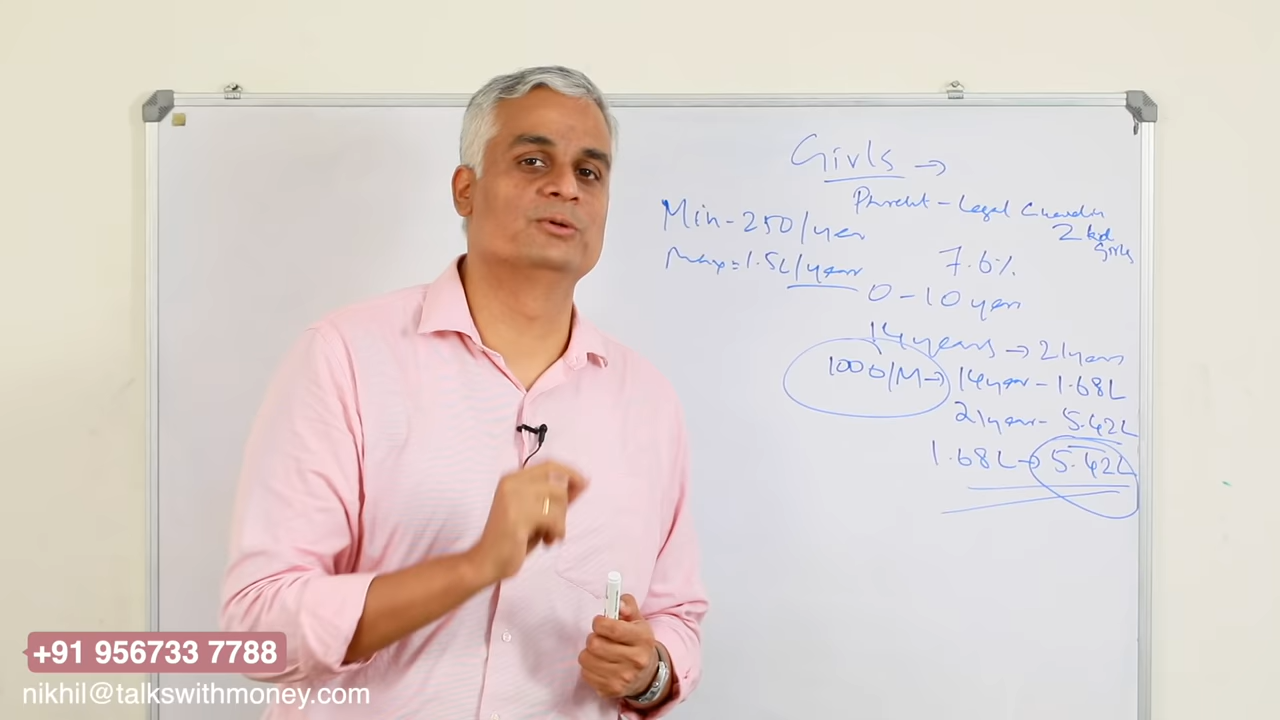 Girls →
Parent - Legal Guardian
2 kid
Girls
Min - 250/year
Max = 1.5L/year
7.6%
0 - 10 years
14 years → 21 years
1000/M → 14 year - 1.68L
21 year - 5.42L
1.68L → 5.42L
+91 956733 7788
nikhil@talkswithmoney.com